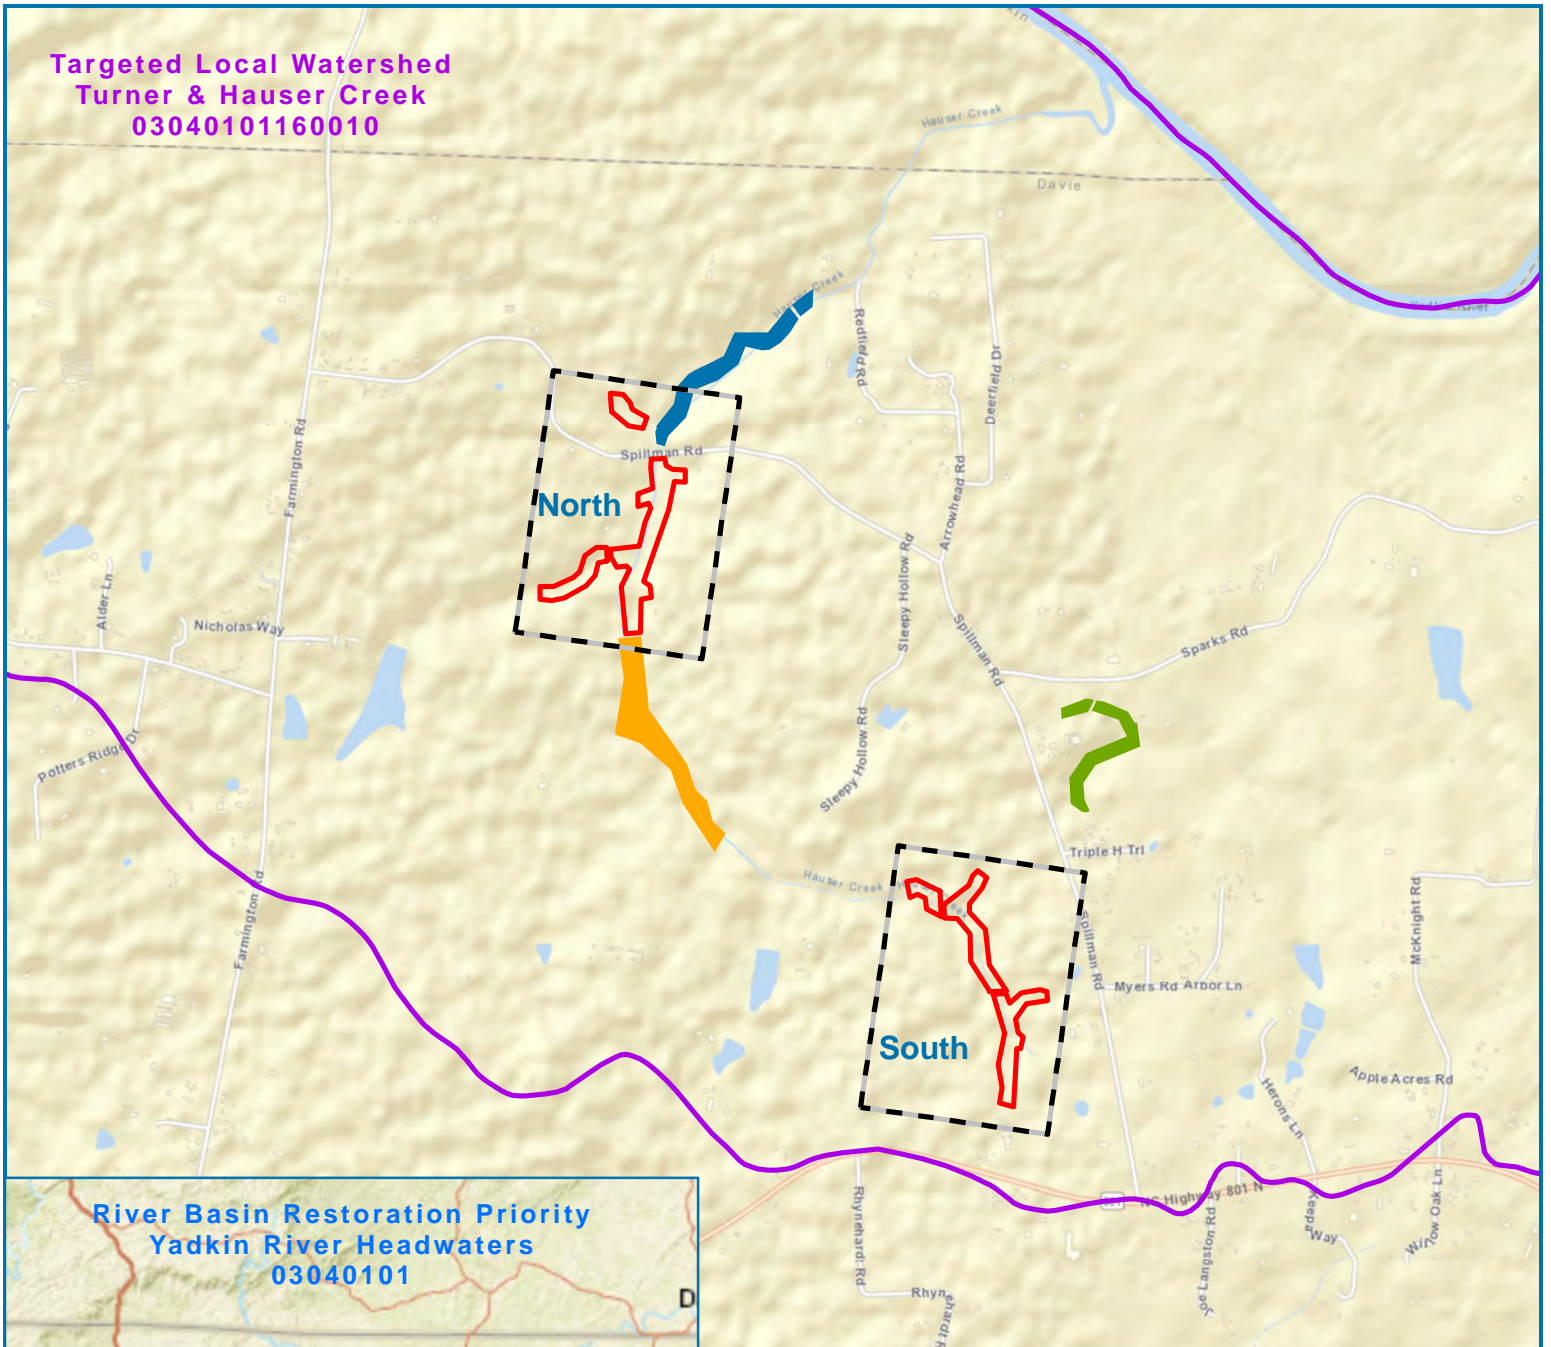 Targeted Local Watershed
Turner & Hauser Creek
03040101160010
Hauser Creek
Davie
Hauser Creek
Redfield Rd
Deerfield Dr
Farmington Rd
Spillman Rd
North
Arrowhead Rd
Sleepy Hollow Rd
Alder Ln
Nicholas Way
Spillman Rd
Sparks Rd
Potters Ridge Dr
Sleepy Hollow Rd
Triple H Trl
Hauser Creek
Farmington Rd
Spillman Rd
McKnight Rd
Myers Rd
Arbor Ln
South
Apple Acres Rd
Herons Ln
NC Highway 801 N
Rhynehardt Rd
Joe Langston Rd
Way
Willow Oak Ln
Rhyn
River Basin Restoration Priority
Yadkin River Headwaters
03040101
D